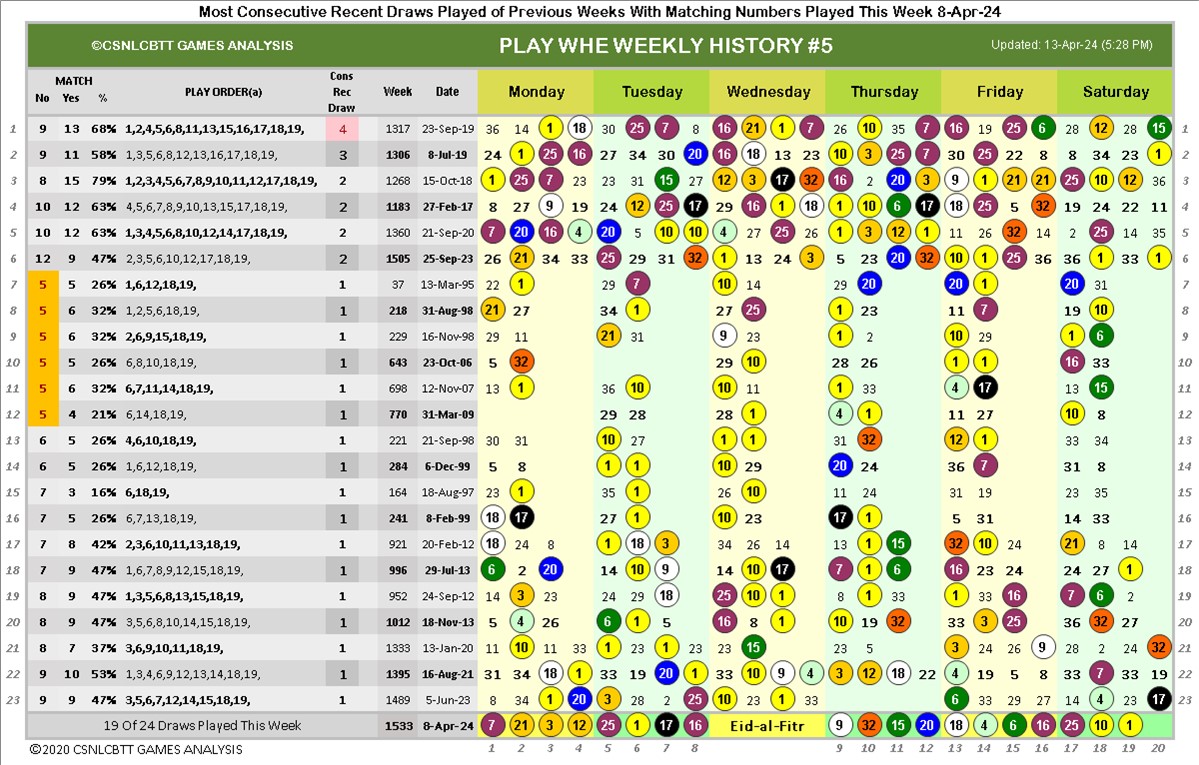 Most Consecutive Recent Draws Played of Previous Weeks With Matching Numbers Played This Week 8-Apr-24
©CSNLCBTT GAMES ANALYSIS PLAY WHE WEEKLY HISTORY #5 Updated: 13-Apr-24 (5:28 PM)
No MATCH Yes % PLAY ORDER(a) Cons Rec Draw Week Date Monday Tuesday Wednesday Thursday Friday Saturday
1 9 13 68% 1,2,4,5,6,8,11,13,15,16,17,18,19, 4 1317 23-Sep-19 36 14 1 18 30 25 7 8 16 21 1 7 26 10 35 7 16 19 25 6 28 12 28 15 1
2 9 11 58% 1,3,5,6,8,12,13,16,17,18,19, 3 1306 8-Jul-19 24 1 25 16 27 34 30 20 16 18 13 23 10 3 25 7 30 25 22 8 8 34 23 1 2
3 8 15 79% 1,2,3,4,5,6,7,8,9,10,11,12,17,18,19, 2 1268 15-Oct-18 1 25 7 23 23 31 15 27 12 3 17 32 16 2 20 3 9 1 21 21 25 10 12 36 3
4 10 12 63% 2 1183 27-Feb-17 8 27 9 19 24 12 25 17 29 16 1 18 1 10 6 17 18 25 5 32 19 24 22 11 4
5 10 12 63% 1,3,4,5,6,8,10,12,14,17,18,19, 2 1360 21-Sep-20 7 20 16 4 20 5 10 10 4 27 25 26 1 3 12 1 11 26 32 14 2 25 14 35 5
6 12 9 47% 2,3,5,6,10,12,17,18,19, 2 1505 25-Sep-23 26 21 34 33 25 29 31 32 1 13 24 3 5 23 20 32 10 1 25 36 36 1 33 1 6
7 5 5 26% 1,6,12,18,19, 1 37 13-Mar-95 22 1 29 7 10 14 29 20 20 1 20 31 7
8 5 6 32% 1,2,5,6,18,19, 1 218 31-Aug-98 21 27 34 1 27 25 1 23 11 7 19 10 8
9 5 6 32% 2,6,9,15,18,19, 1 229 16-Nov-98 29 11 21 31 9 23 1 2 10 29 1 6 9
10 5 5 26% 6,8,10,18,19, 1 643 23-Oct-06 5 32 29 10 28 26 1 1 16 33 10
11 5 6 32% 6,7,11,14,18,19, 1 698 12-Nov-07 13 1 36 10 10 11 1 33 4 17 13 15 11
12 5 4 21% 6,14,18,19, 1 770 31-Mar-09 29 28 28 1 4 1 11 27 10 8 12
13 6 5 26% 4,6,10,18,19, 1 221 21-Sep-98 30 31 10 27 1 1 31 32 12 1 33 34 13
14 6 5 26% 1,6,12,18,19, 1 284 6-Dec-99 5 8 1 1 10 29 20 24 36 7 31 8 14
15 7 3 16% 6,18,19, 1 164 18-Aug-97 23 1 35 1 26 10 11 24 31 19 23 35 15
16 7 5 26% 6,7,13,18,19, 1 241 8-Feb-99 18 17 27 1 10 23 17 1 5 31 14 33 16
17 7 8 42% 2,3,6,10,11,13,18,19, 1 921 20-Feb-12 18 24 8 1 18 3 34 26 14 13 1 15 32 10 24 21 8 14 17
18 7 9 47% 1,6,7,8,9,12,15,18,19, 1 996 29-Jul-13 6 2 20 14 10 9 14 10 17 7 1 6 16 23 24 24 27 1 18
19 8 9 47% 1,3,5,6,8,13,15,18,19, 1 952 24-Sep-12 14 3 23 24 29 18 25 10 1 8 1 33 1 33 16 7 6 2 19
20 8 9 47% 3,5,6,8,10,14,15,18,19, 1 1012 18-Nov-13 5 4 26 6 1 5 16 8 1 10 19 32 33 3 25 36 32 27 20
21 8 7 37% 3,6,9,10,11,18,19, 1 1333 13-Jan-20 11 10 11 33 1 23 1 23 23 15 23 5 3 24 26 9 28 2 24 32 21
22 9 10 53% 1,3,4,6,9,12,13,14,18,19, 1 1395 16-Aug-21 31 34 18 1 33 19 20 1 33 10 9 4 3 12 18 22 4 19 5 8 33 7 33 19 22
23 9 9 47% 3,5,6,7,12,14,15,18,19, 1 1489 5-Jun-23 8 34 1 20 3 28 2 25 10 23 1 33 6 33 29 27 14 4 23 17 23
19 Of 24 Draws Played This Week 1533 8-Apr-24 7 21 3 12 25 1 17 16 Eid-al-Fitr 9 32 15 20 18 4 6 16 25 10 1
©2020 CSNLCBTT GAMES ANALYSIS 1 2 3 4 5 6 7 8 9 10 11 12 13 14 15 16 17 18 19 20